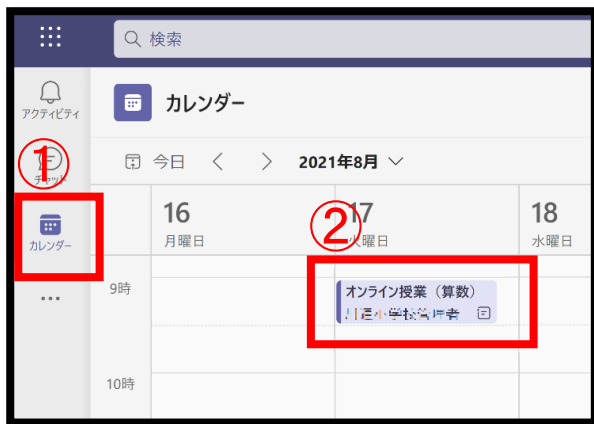 検索
アクティビティ
カレンダー
①
チャット
今日
2021年8月
カレンダー
16
月曜日
②
17
火曜日
18
水曜日
9時
オンライン授業（算数）
10時